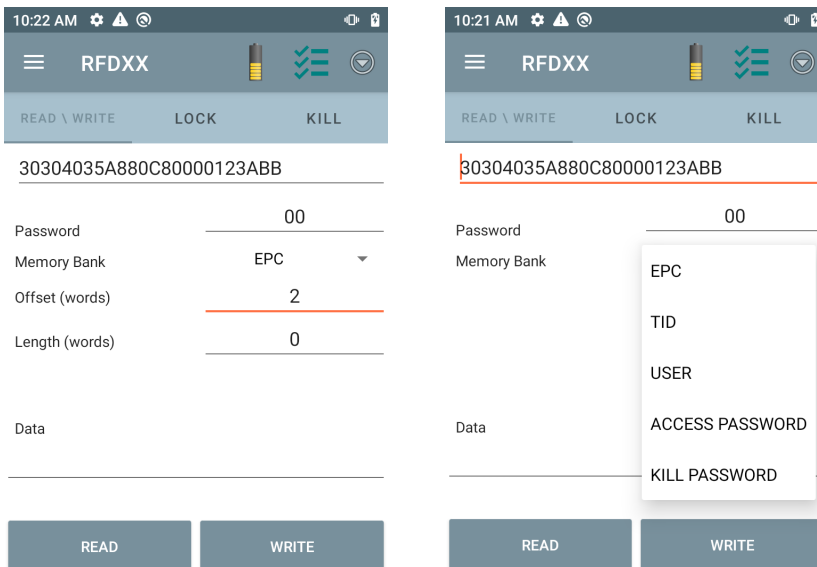 10:22 AM
RFDXX
READ \ WRITE LOCK KILL
30304035A880C80000123ABB
Password 00
Memory Bank EPC
Offset (words) 2
Length (words) 0
Data
READ WRITE
10:21 AM
RFDXX
READ \ WRITE LOCK KILL
30304035A880C80000123ABB
Password 00
Memory Bank
EPC
TID
USER
Data
ACCESS PASSWORD
KILL PASSWORD
READ WRITE